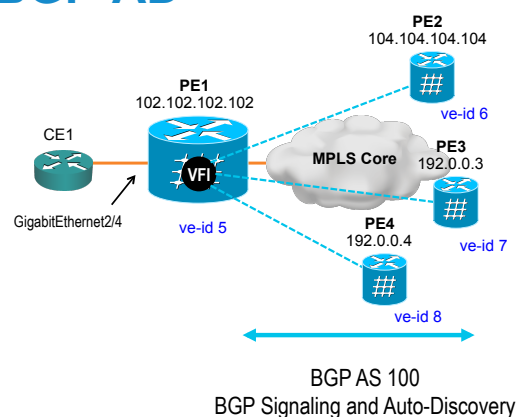 BGP-AD
PE2
104.104.104.104
PE1
102.102.102.102
ve-id 6
CE1
MPLS Core
PE3
192.0.0.3
VFI
GigabitEthernet2/4
ve-id 5
PE4
192.0.0.4
ve-id 7
ve-id 8
BGP AS 100
BGP Signaling and Auto-Discovery